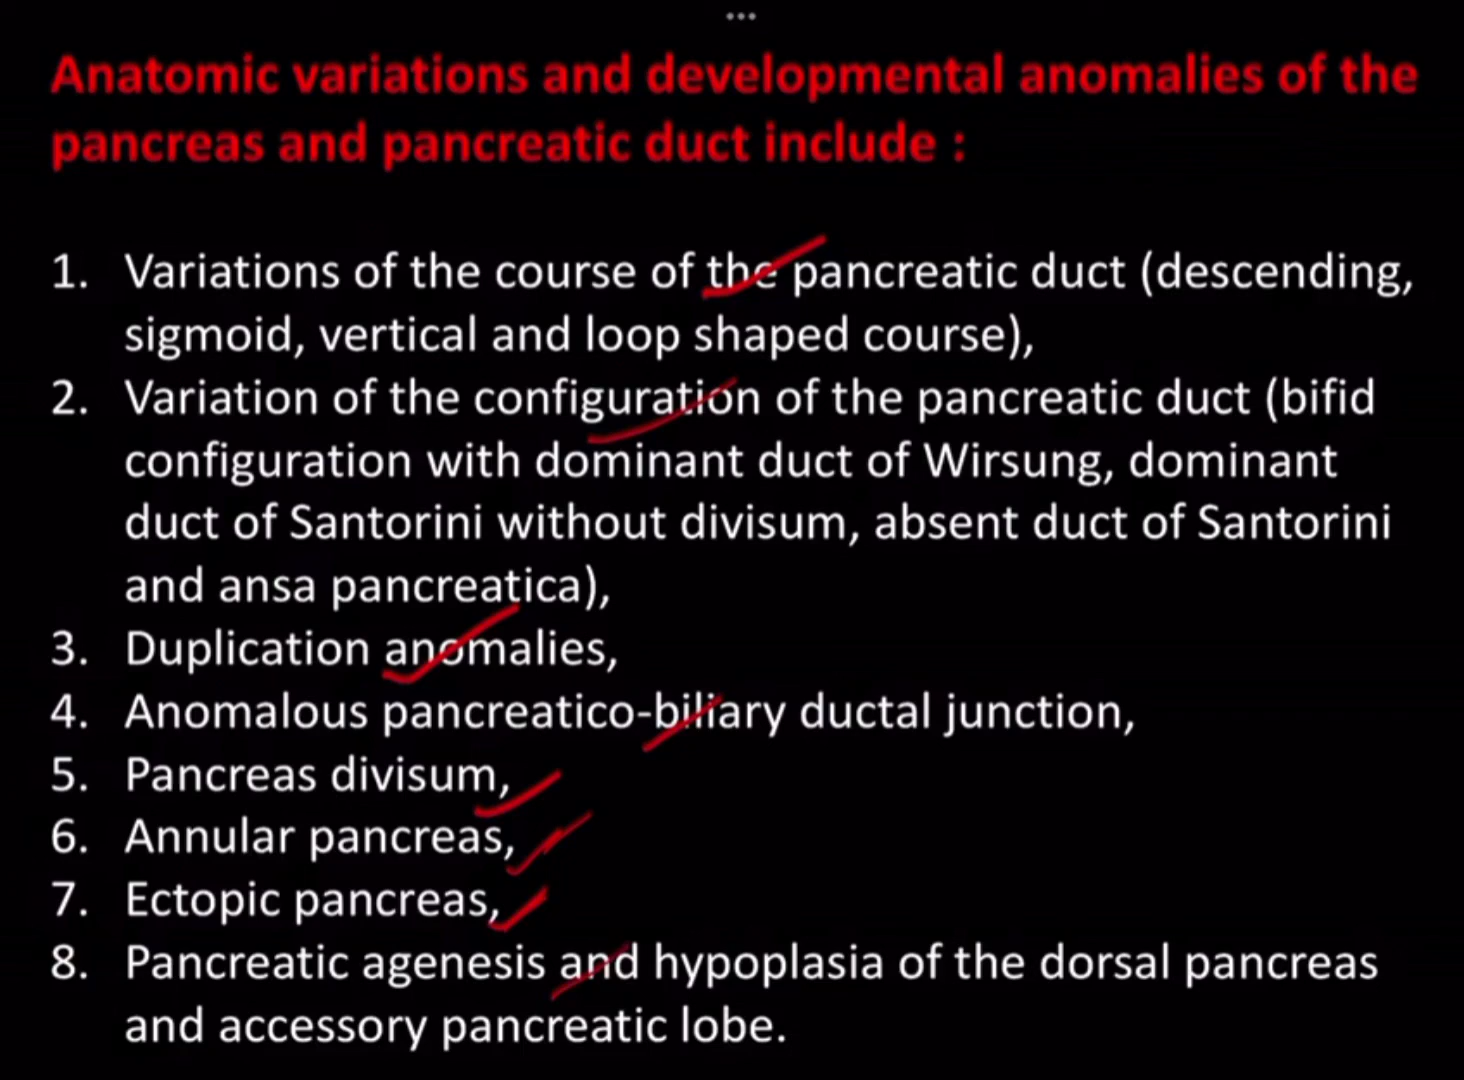 Anatomic variations and developmental anomalies of the
pancreas and pancreatic duct include :
1. Variations of the course of the pancreatic duct (descending,
sigmoid, vertical and loop shaped course),
2. Variation of the configuration of the pancreatic duct (bifid
configuration with dominant duct of Wirsung, dominant
duct of Santorini without divisum, absent duct of Santorini
and ansa pancreatica),
3. Duplication anomalies,
4. Anomalous pancreatico-biliary ductal junction,
5. Pancreas divisum,
6. Annular pancreas,
7. Ectopic pancreas,
8. Pancreatic agenesis and hypoplasia of the dorsal pancreas
and accessory pancreatic lobe.